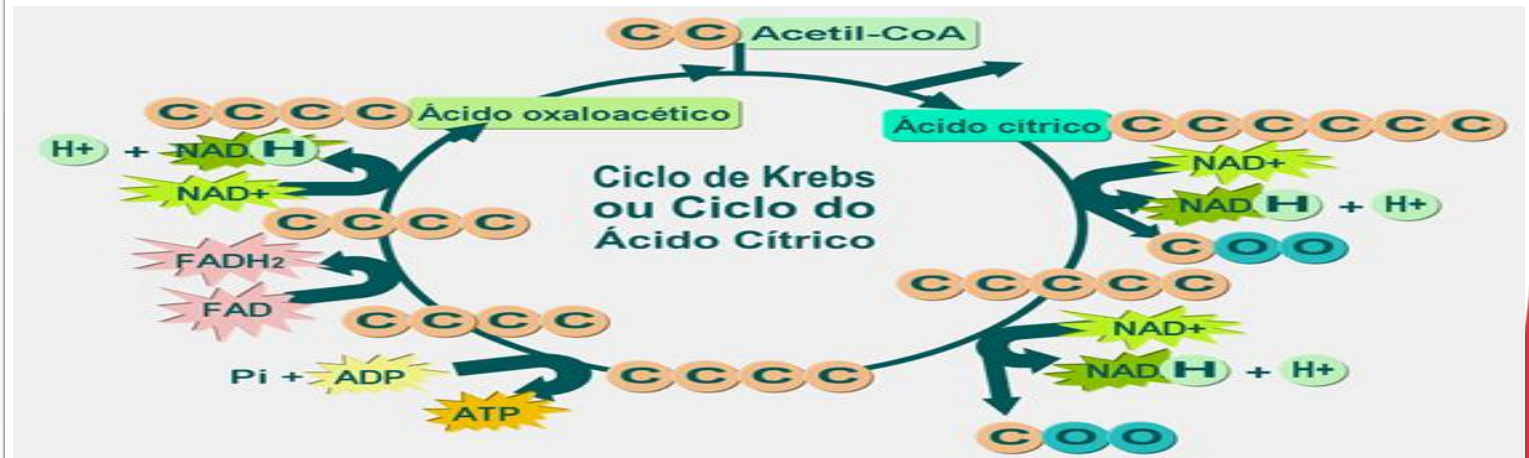 C C Acetil-CoA
C C C C Ácido oxaloacético
Ácido cítrico C C C C C C
H+ + NAD H
NAD+
NAD+
NAD H + H+
C O O
Ciclo de Krebs
ou Ciclo do
Ácido Cítrico
C C C C
FADH2
FAD
C C C C C
NAD+
NAD H + H+
C O O
C C C C
Pi + ADP
ATP
C C C C